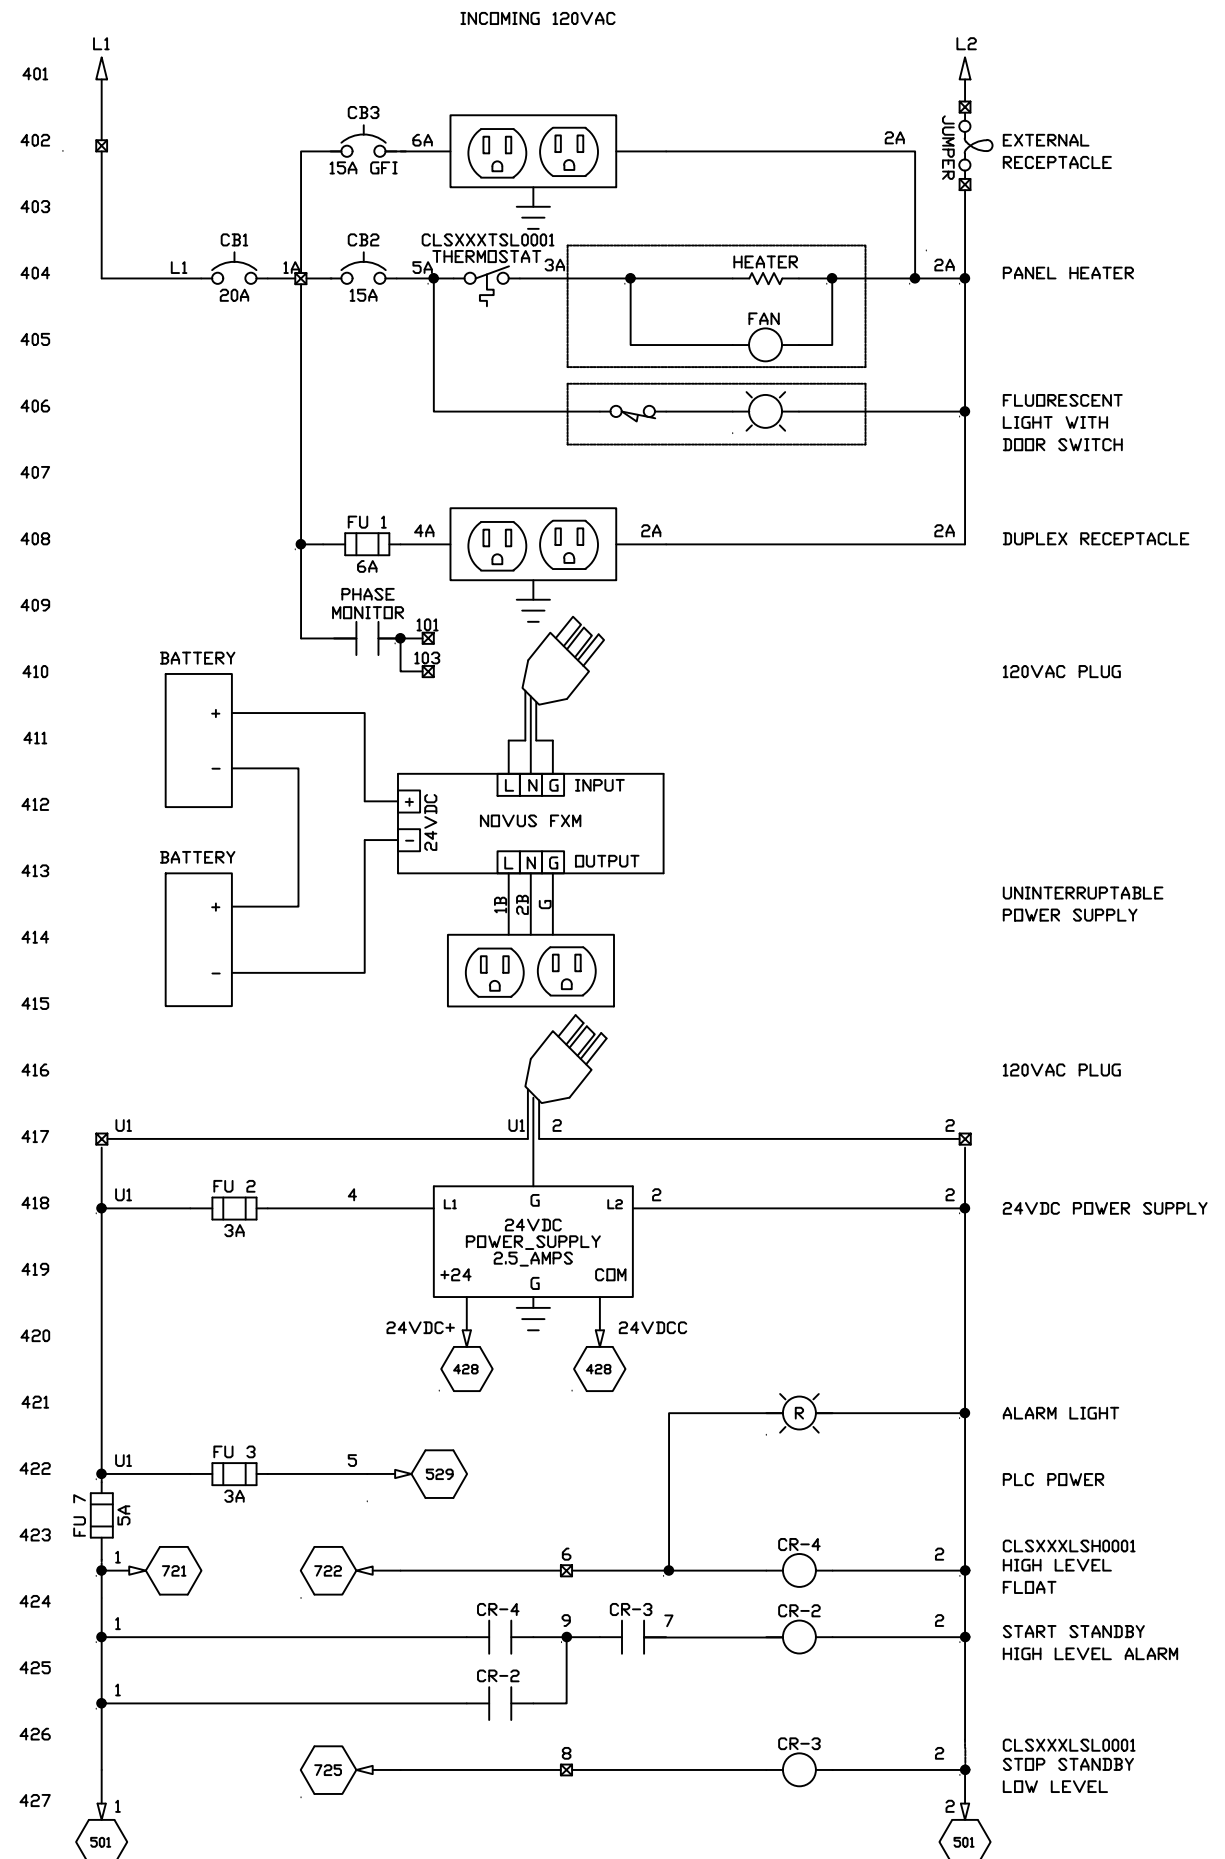 INCOMING 120VAC
L1
L2
401
CB3
402
6A
2A
JUMPER
EXTERNAL
RECEPTACLE
15A GFI
403
CB1
CB2
CLSXXXTSL0001
THERMOSTAT
404
L1
1A
5A
3A
HEATER
2A
PANEL HEATER
20A
15A
FAN
405
406
FLUORESCENT
LIGHT WITH
DOOR SWITCH
407
FU 1
408
4A
2A
2A
DUPLEX RECEPTACLE
6A
409
PHASE
MONITOR
101
103
410
BATTERY
120VAC PLUG
+
411
-
L N G INPUT
412
+
24VDC
-
NOVUS FXM
413
BATTERY
L N G OUTPUT
UNINTERRUPTABLE
POWER SUPPLY
+
1B
2B
G
414
-
415
416
120VAC PLUG
417
U1
U1
2
2
FU 2
418
U1
4
L1
G
L2
2
2
24VDC POWER SUPPLY
3A
24VDC
POWER_SUPPLY
2.5_AMPS
419
+24
G
COM
420
24VDC+
24VDCC
428
428
421
R
ALARM LIGHT
FU 3
422
U1
5
529
PLC POWER
3A
FU 7
5A
423
1
721
722
6
CR-4
2
CLSXXXLSH0001
HIGH LEVEL
FLOAT
424
1
CR-4
9
CR-3
7
CR-2
2
START STANDBY
HIGH LEVEL ALARM
425
1
CR-2
426
725
8
CR-3
2
CLSXXXLSL0001
STOP STANDBY
LOW LEVEL
427
1
2
501
501